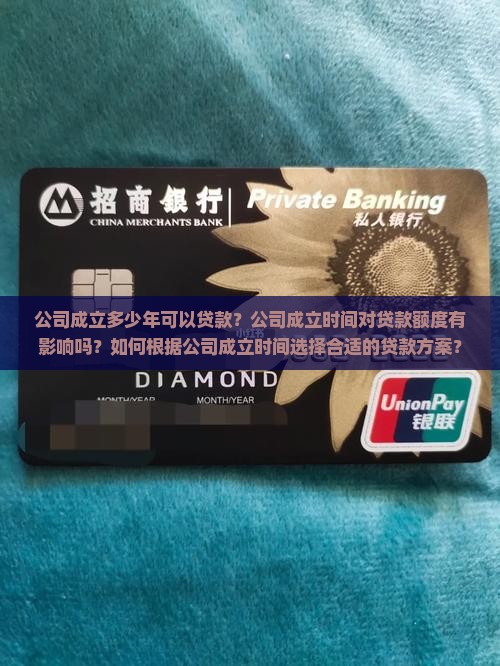 招商銀行 Private Banking
CHINA MERCHANTS BANK 私人银行
公司成立多少年可以贷款？公司成立时间对贷款额度有
影响吗？如何根据公司成立时间选择合适的贷款方案？
DIAMOND
MONTH/YEAR MONTH/YEAR
UnionPay
银联